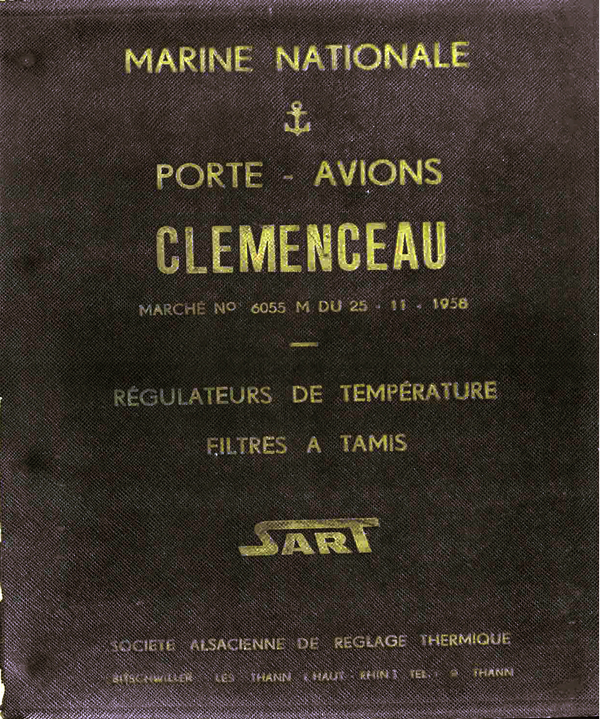 MARINE NATIONALE
PORTE - AVIONS
CLEMENCEAU
MARCHÉ No 6055 M DU 25 - 11 - 1958
RÉGULATEURS DE TEMPÉRATURE
FILTRES A TAMIS
SART
SOCIETE ALSACIENNE DE REGLAGE THERMIQUE
BITSCHWILLER - LES - THANN (HAUT - RHIN) TEL. : 9 THANN